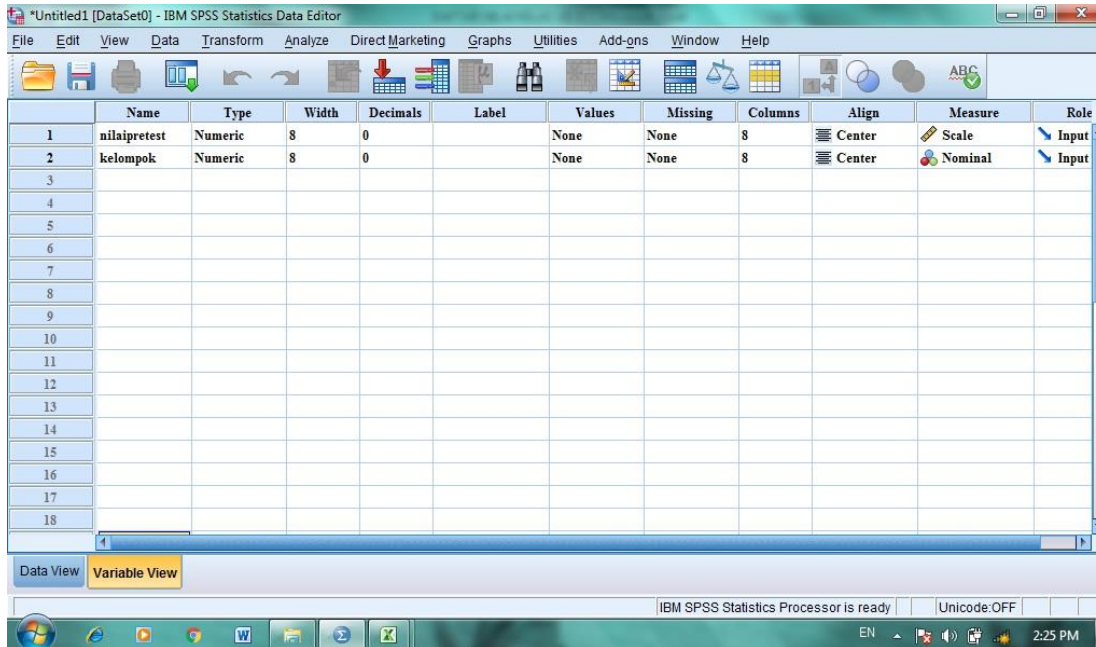 *Untitled1 [DataSet0] - IBM SPSS Statistics Data Editor
File Edit View Data Transform Analyze Direct Marketing Graphs Utilities Add-ons Window Help
Name Type Width Decimals Label Values Missing Columns Align Measure Role
1 nilaipretest Numeric 8 0 None None 8 Center Scale Input
2 kelompok Numeric 8 0 None None 8 Center Nominal Input
3
4
5
6
7
8
9
10
11
12
13
14
15
16
17
18
Data View Variable View
IBM SPSS Statistics Processor is ready Unicode:OFF
EN 2:25 PM